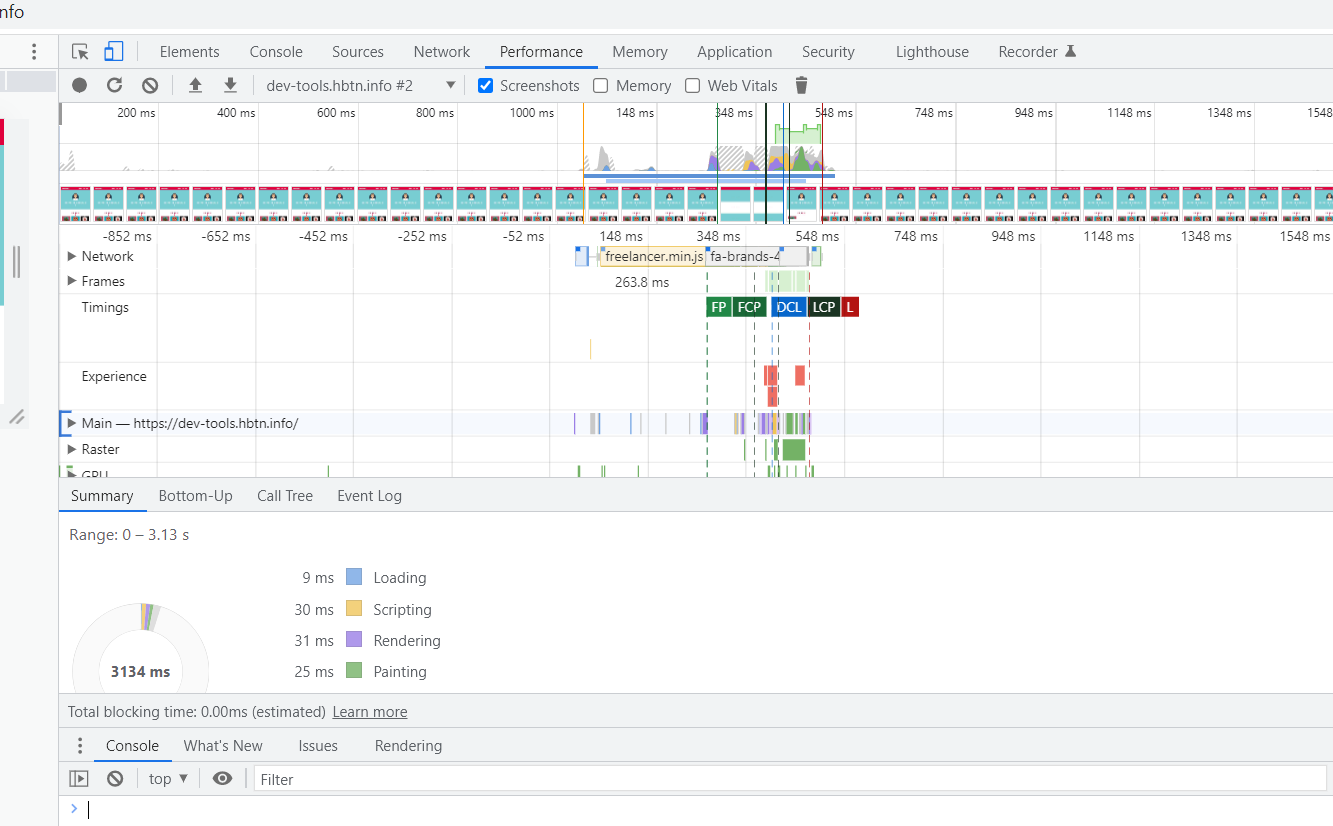 nfo
Elements Console Sources Network Performance Memory Application Security Lighthouse Recorder
dev-tools.hbtn.info #2 Screenshots Memory Web Vitals
200 ms 400 ms 600 ms 800 ms 1000 ms 148 ms 348 ms 548 ms 748 ms 948 ms 1148 ms 1348 ms 1548
-852 ms -652 ms -452 ms -252 ms -52 ms 148 ms 348 ms 548 ms 748 ms 948 ms 1148 ms 1348 ms 1548 ms
Network freelancer.min.js fa-brands-4
Frames 263.8 ms
Timings FP FCP DCL LCP L
Experience
Main — https://dev-tools.hbtn.info/
Raster
GPU
Summary Bottom-Up Call Tree Event Log
Range: 0 – 3.13 s
9 ms Loading
30 ms Scripting
31 ms Rendering
25 ms Painting
3134 ms
Total blocking time: 0.00ms (estimated) Learn more
Console What's New Issues Rendering
top Filter